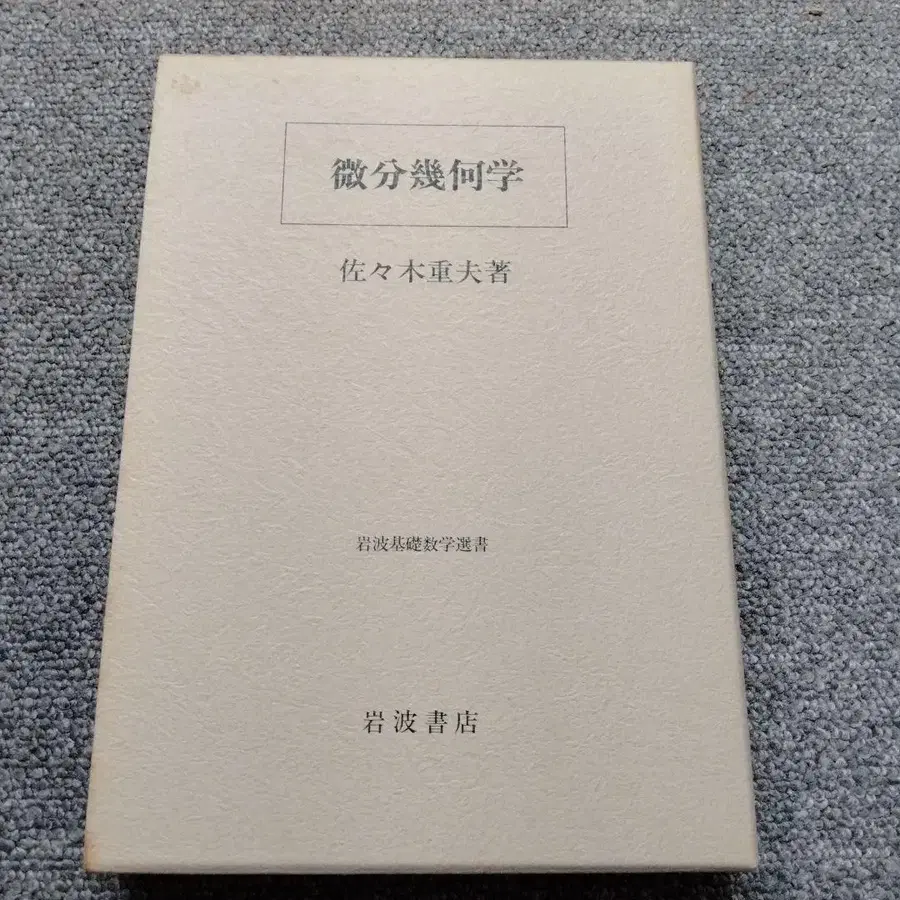 微分幾何学
佐々木重夫著
岩波基礎数学選書
岩波書店